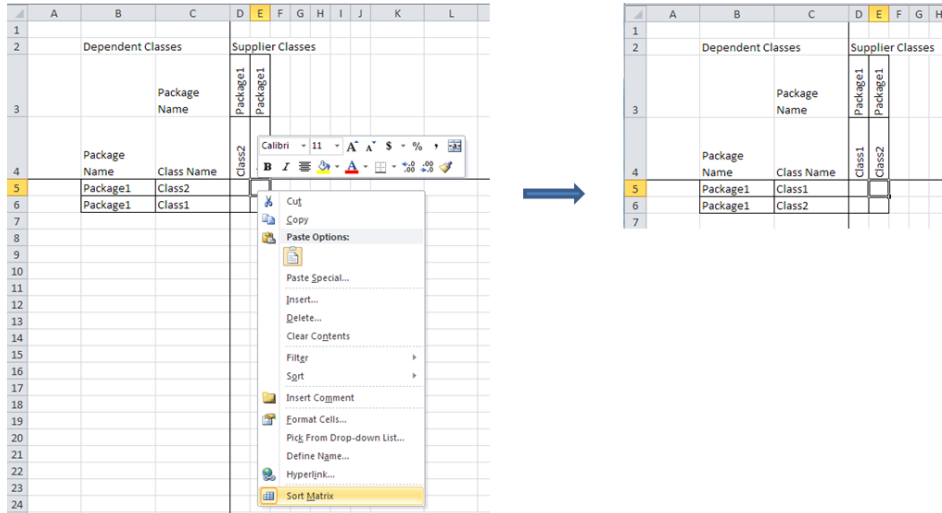 A B C D E F G H I J K L
1
2 Dependent Classes Supplier Classes
3 Package Name Package1 Package1
4 Package Name Class Name Class2
Calibri 11 A A $ % ,
B I A .00 .00
5 Package1 Class2
6 Package1 Class1
7
8
9
10
11
12
13
14
15
16
17
18
19
20
21
22
23
24
Cut
Copy
Paste Options:
Paste Special...
Insert...
Delete...
Clear Contents
Filter
Sort
Insert Comment
Format Cells...
Pick From Drop-down List...
Define Name...
Hyperlink...
Sort Matrix
A B C D E F G H
1
2 Dependent Classes Supplier Classes
3 Package Name Package1 Package1
4 Package Name Class Name Class1 Class2
5 Package1 Class1
6 Package1 Class2
7